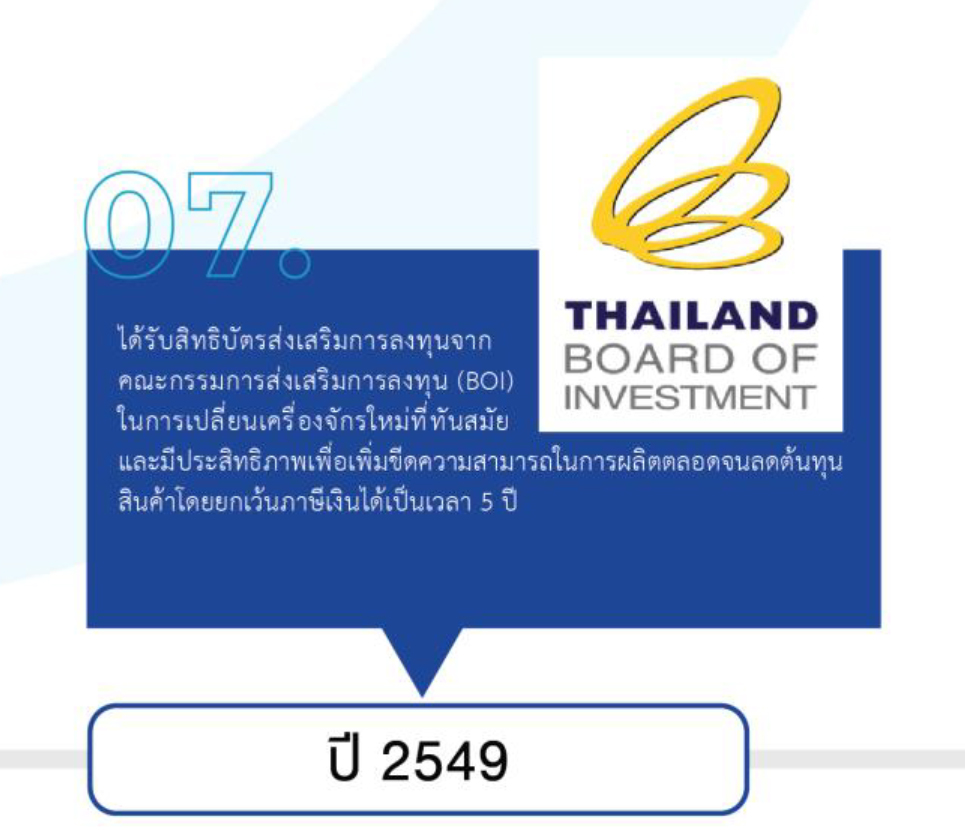 07.
THAILAND
BOARD OF
INVESTMENT
ได้รับสิทธิบัตรส่งเสริมการลงทุนจาก
คณะกรรมการส่งเสริมการลงทุน (BOI)
ในการเปลี่ยนเครื่องจักรใหม่ที่ทันสมัย
และมีประสิทธิภาพเพื่อเพิ่มขีดความสามารถในการผลิตตลอดจนลดต้นทุน
สินค้าโดยยกเว้นภาษีเงินได้เป็นเวลา 5 ปี
ปี 2549